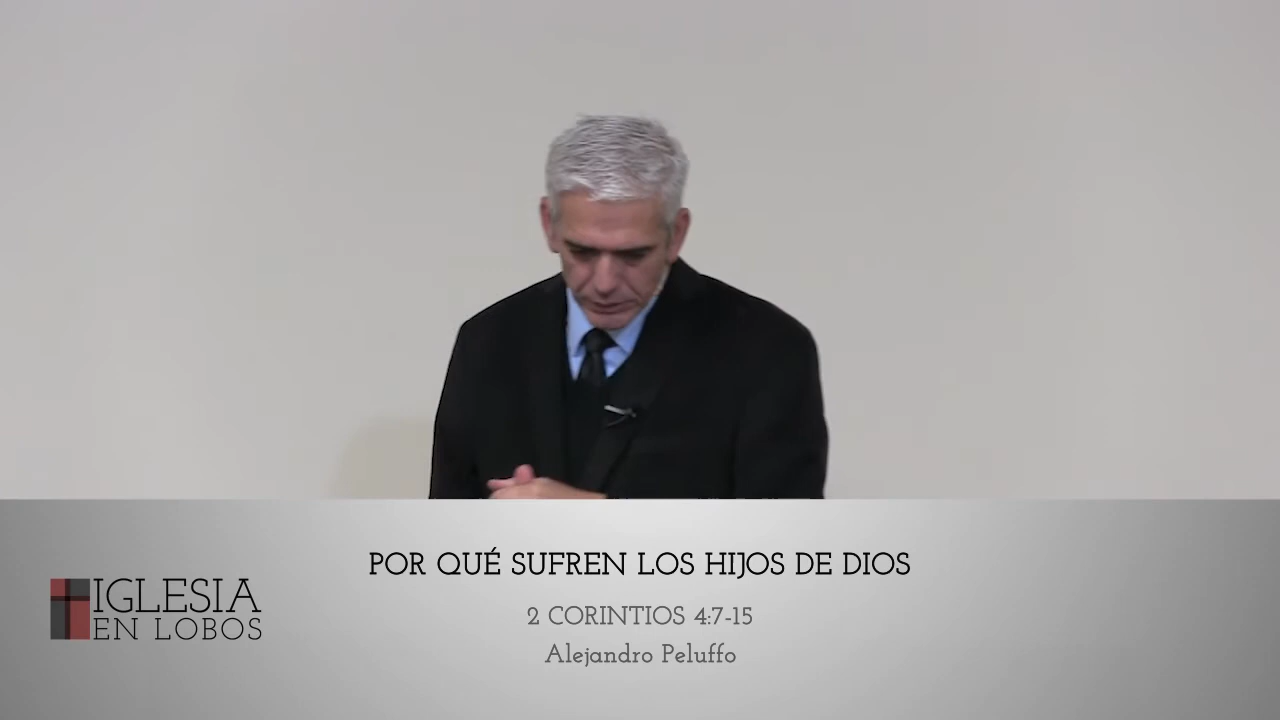 POR QUÉ SUFREN LOS HIJOS DE DIOS
2 CORINTIOS 4:7-15
Alejandro Peluffo
IGLESIA
EN LOBOS